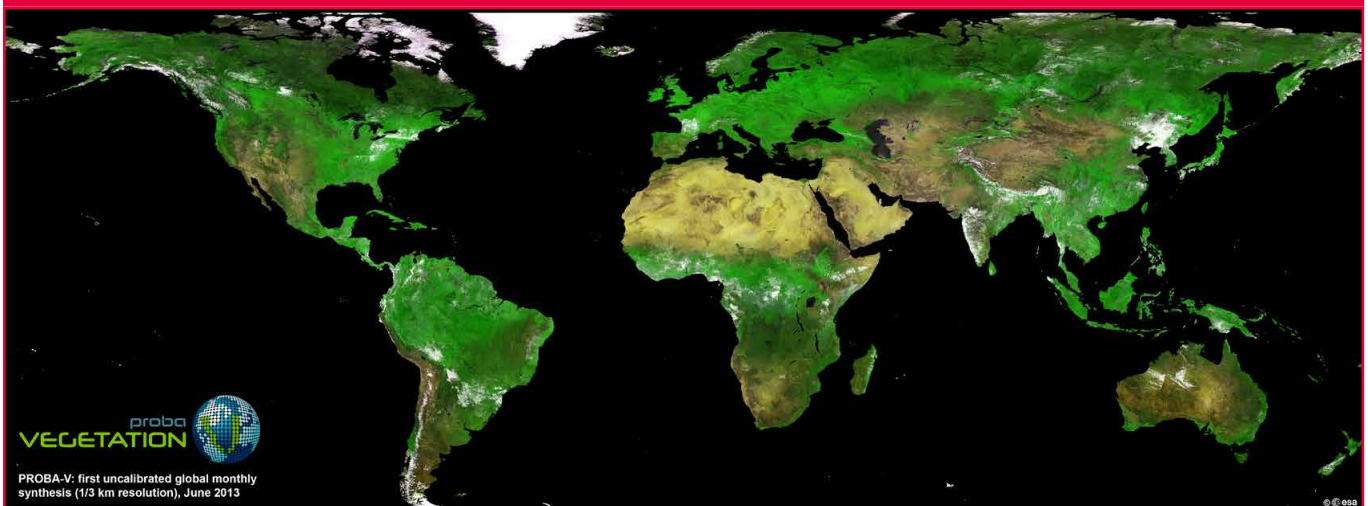 proba
VEGETATION
PROBA-V: first uncalibrated global monthly
synthesis (1/3 km resolution), June 2013
© esa